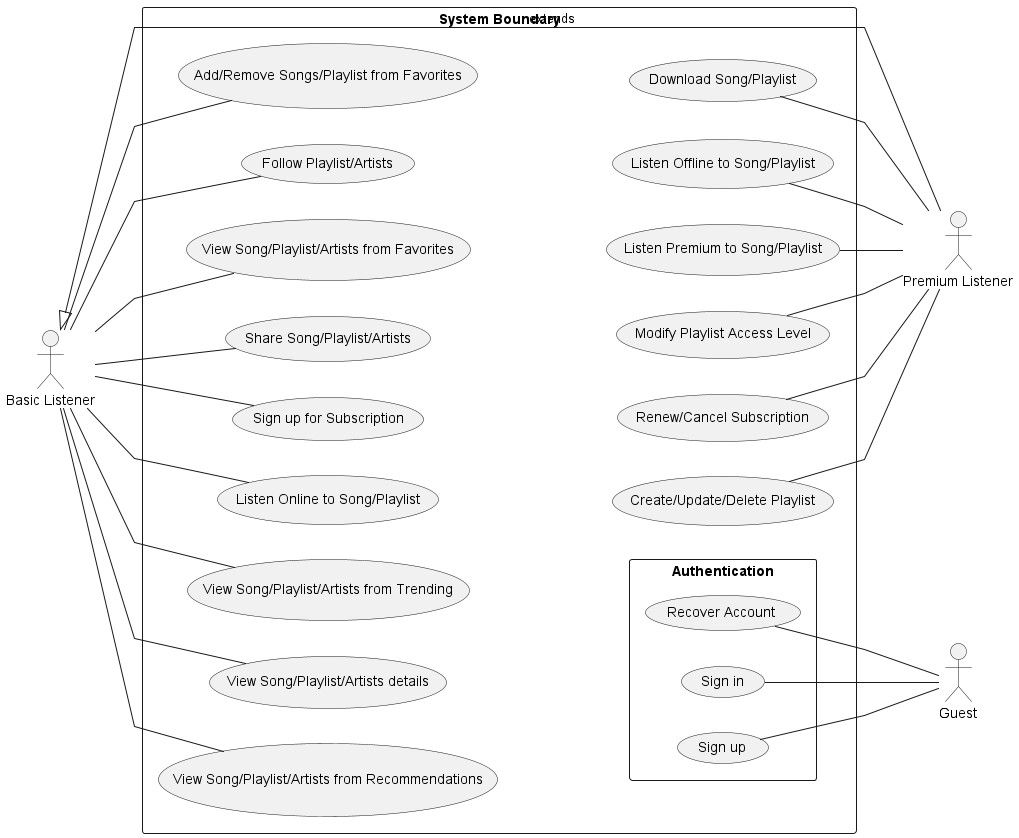 System Boundary
extends
Add/Remove Songs/Playlist from Favorites
Follow Playlist/Artists
View Song/Playlist/Artists from Favorites
Share Song/Playlist/Artists
Sign up for Subscription
Listen Online to Song/Playlist
View Song/Playlist/Artists from Trending
View Song/Playlist/Artists details
View Song/Playlist/Artists from Recommendations
Basic Listener
Download Song/Playlist
Listen Offline to Song/Playlist
Listen Premium to Song/Playlist
Modify Playlist Access Level
Renew/Cancel Subscription
Create/Update/Delete Playlist
Premium Listener
Authentication
Recover Account
Sign in
Sign up
Guest